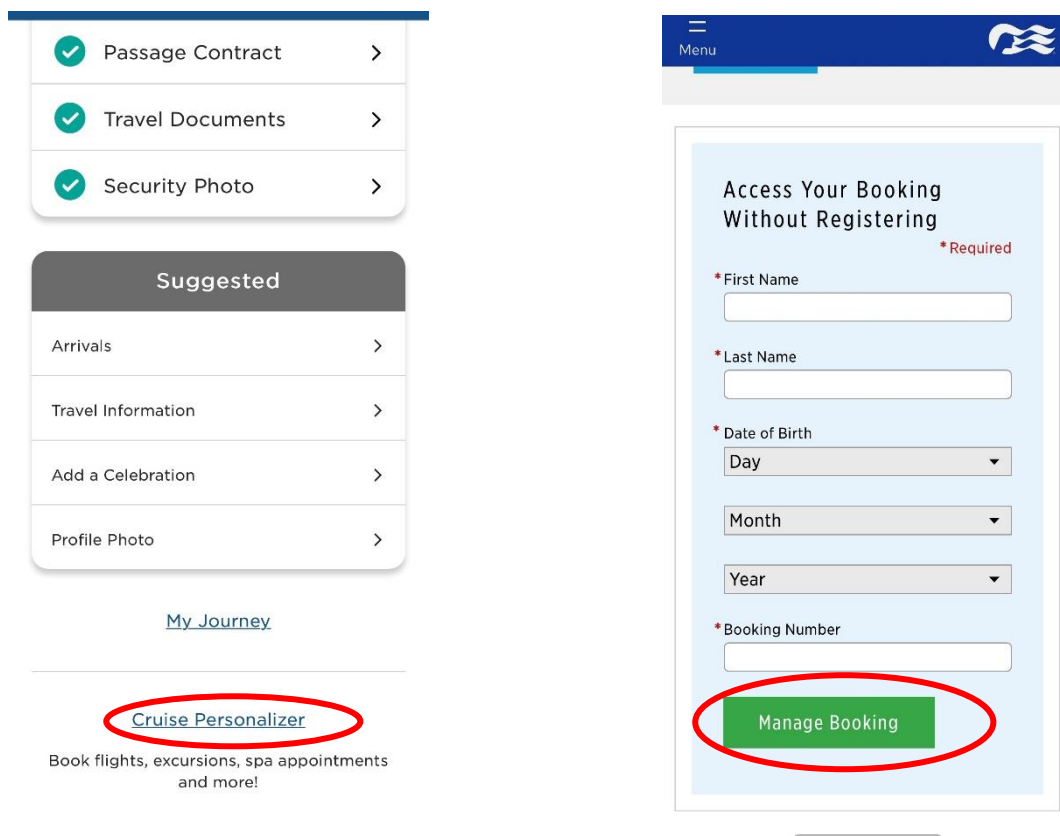 Passage Contract
Travel Documents
Security Photo
Suggested
Arrivals
Travel Information
Add a Celebration
Profile Photo
My Journey
Cruise Personalizer
Book flights, excursions, spa appointments
and more!
Menu
Access Your Booking
Without Registering
*Required
*First Name
*Last Name
* Date of Birth
Day
Month
Year
*Booking Number
Manage Booking